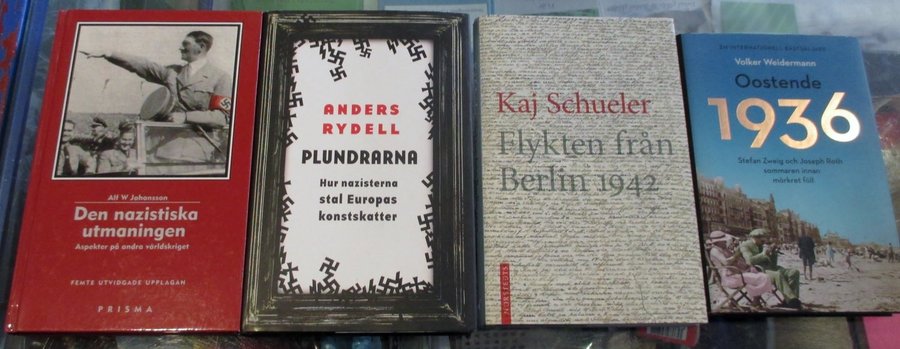 Alf W Johansson
Den nazistiska
utmaningen
Aspekter på andra världskriget
FEMTE UTVIDGADE UPPLAGAN
PRISMA
ANDERS
RYDELL
PLUNDRARNA
Hur nazisterna
stal Europas
konstskatter
Kaj Schueler
Flykten från
Berlin 1942
NORSTEDTS
EN INTERNATIONELL BÄSTSÄLJARE
Volker Weidermann
Oostende
1936
Stefan Zweig och Joseph Roth
sommaren innan
mörkret föll